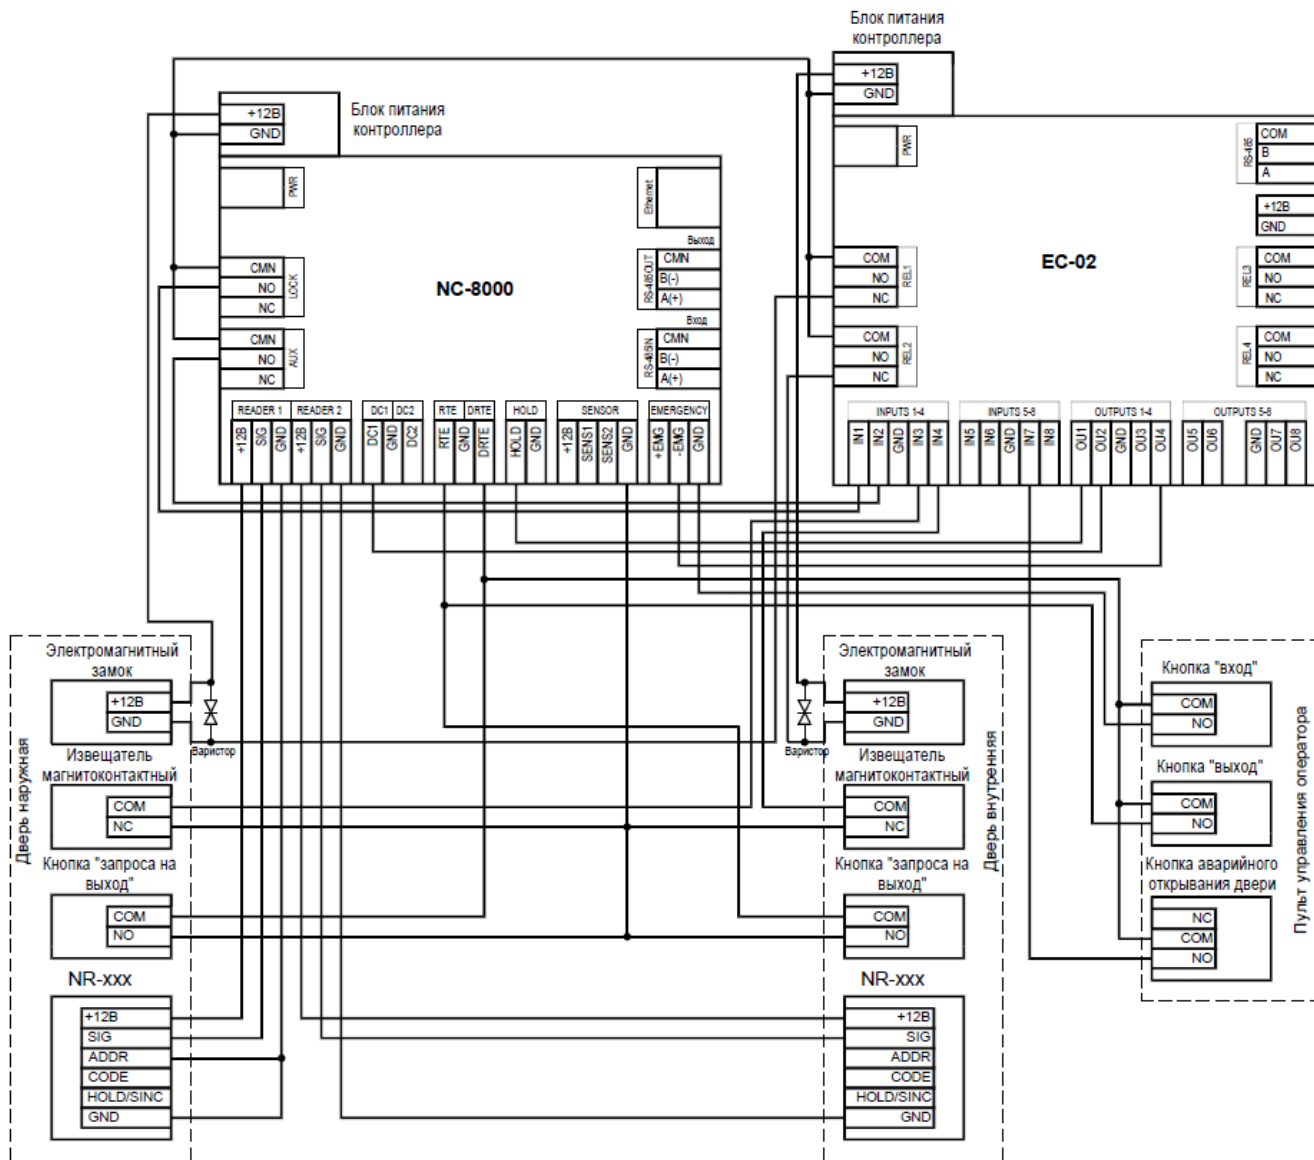 Блок питания
контроллера
+12В
GND
Блок питания
контроллера
+12В
GND
PWR
Ethernet
Выход
NC-8000
CMN
NO
NC
LOCK
CMN
B(-)
A(+)
RS-485OUT
Вход
CMN
NO
NC
AUX
CMN
B(-)
A(+)
RS-485IN
READER 1
READER 2
DC1
DC2
RTE
DRTE
HOLD
SENSOR
EMERGENCY
+12В
SIG
GND
+12В
SIG
GND
DC1
GND
DC2
RTE
GND
DRTE
HOLD
GND
+12В
SENS1
SENS2
GND
+EMG
-EMG
GND
PWR
RS-485
COM
B
A
+12В
GND
EC-02
COM
NO
NC
REL1
REL3
COM
NO
NC
COM
NO
NC
REL2
REL4
COM
NO
NC
INPUTS 1-4
INPUTS 5-8
OUTPUTS 1-4
OUTPUTS 5-8
IN1
IN2
GND
IN3
IN4
IN5
IN6
GND
IN7
IN8
OU1
OU2
GND
OU3
OU4
OU5
OU6
GND
OU7
OU8
Дверь наружная
Электромагнитный
замок
+12В
GND
Варистор
Извещатель
магнитоконтактный
COM
NC
Кнопка "запроса на
выход"
COM
NO
NR-xxx
+12В
SIG
ADDR
CODE
HOLD/SINC
GND
Дверь внутренняя
Электромагнитный
замок
+12В
GND
Варистор
Извещатель
магнитоконтактный
COM
NC
Кнопка "запроса на
выход"
COM
NO
NR-xxx
+12В
SIG
ADDR
CODE
HOLD/SINC
GND
Пульт управления оператора
Кнопка "вход"
COM
NO
Кнопка "выход"
COM
NO
Кнопка аварийного
открывания двери
NC
COM
NO